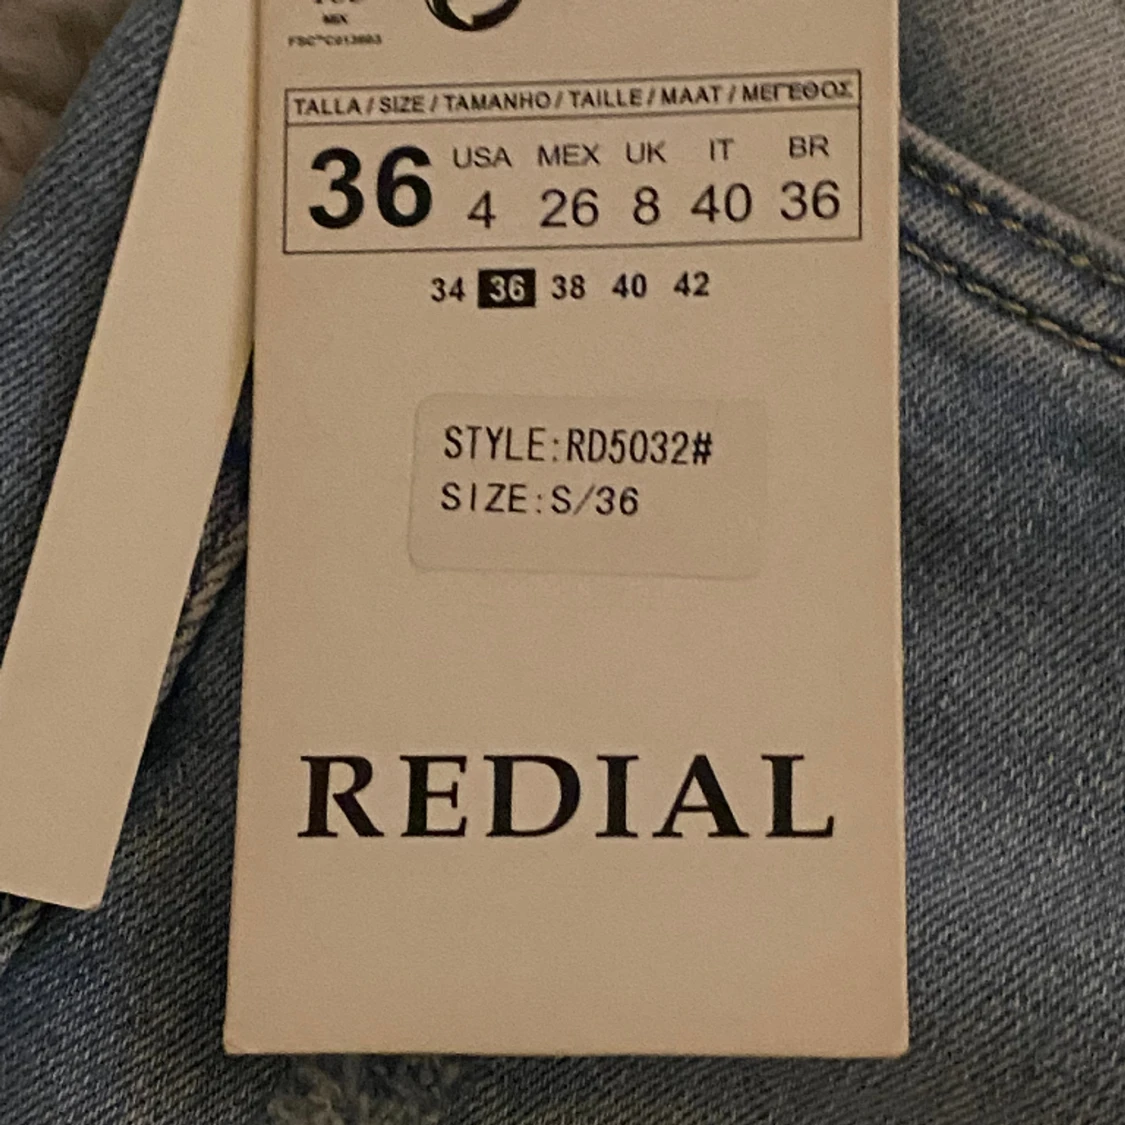 MIX
TALLA / SIZE / TAMANHO / TAILLE / MAAT / ΜΕΓΕΘΟΣ
36 USA MEX UK IT BR
4 26 8 40 36
34 36 38 40 42
STYLE:RD5032#
SIZE:S/36
REDIAL